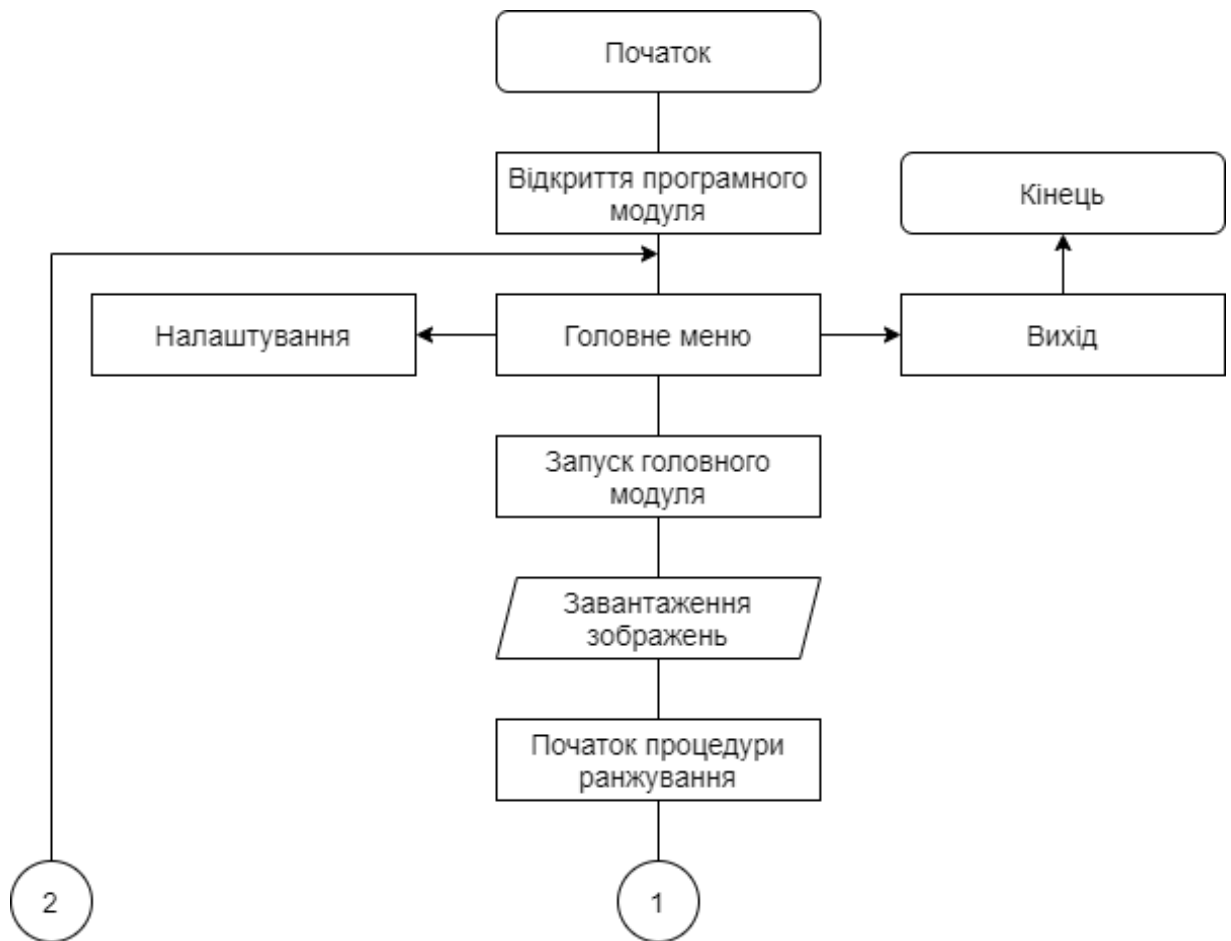 Початок
Відкриття програмного
модуля
Кінець
Налаштування
Головне меню
Вихід
Запуск головного
модуля
Завантаження
зображень
Початок процедури
ранжування
2
1